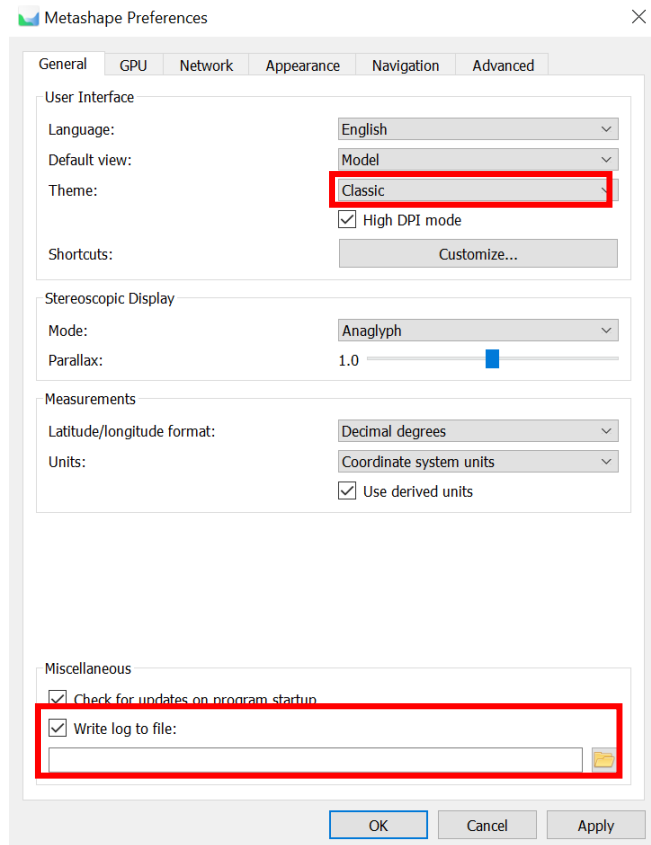 Metashape Preferences
General GPU Network Appearance Navigation Advanced
User Interface
Language: English
Default view: Model
Theme: Classic
High DPI mode
Shortcuts: Customize...
Stereoscopic Display
Mode: Anaglyph
Parallax: 1.0
Measurements
Latitude/longitude format: Decimal degrees
Units: Coordinate system units
Use derived units
Miscellaneous
Check for updates on program startup
Write log to file:
OK Cancel Apply